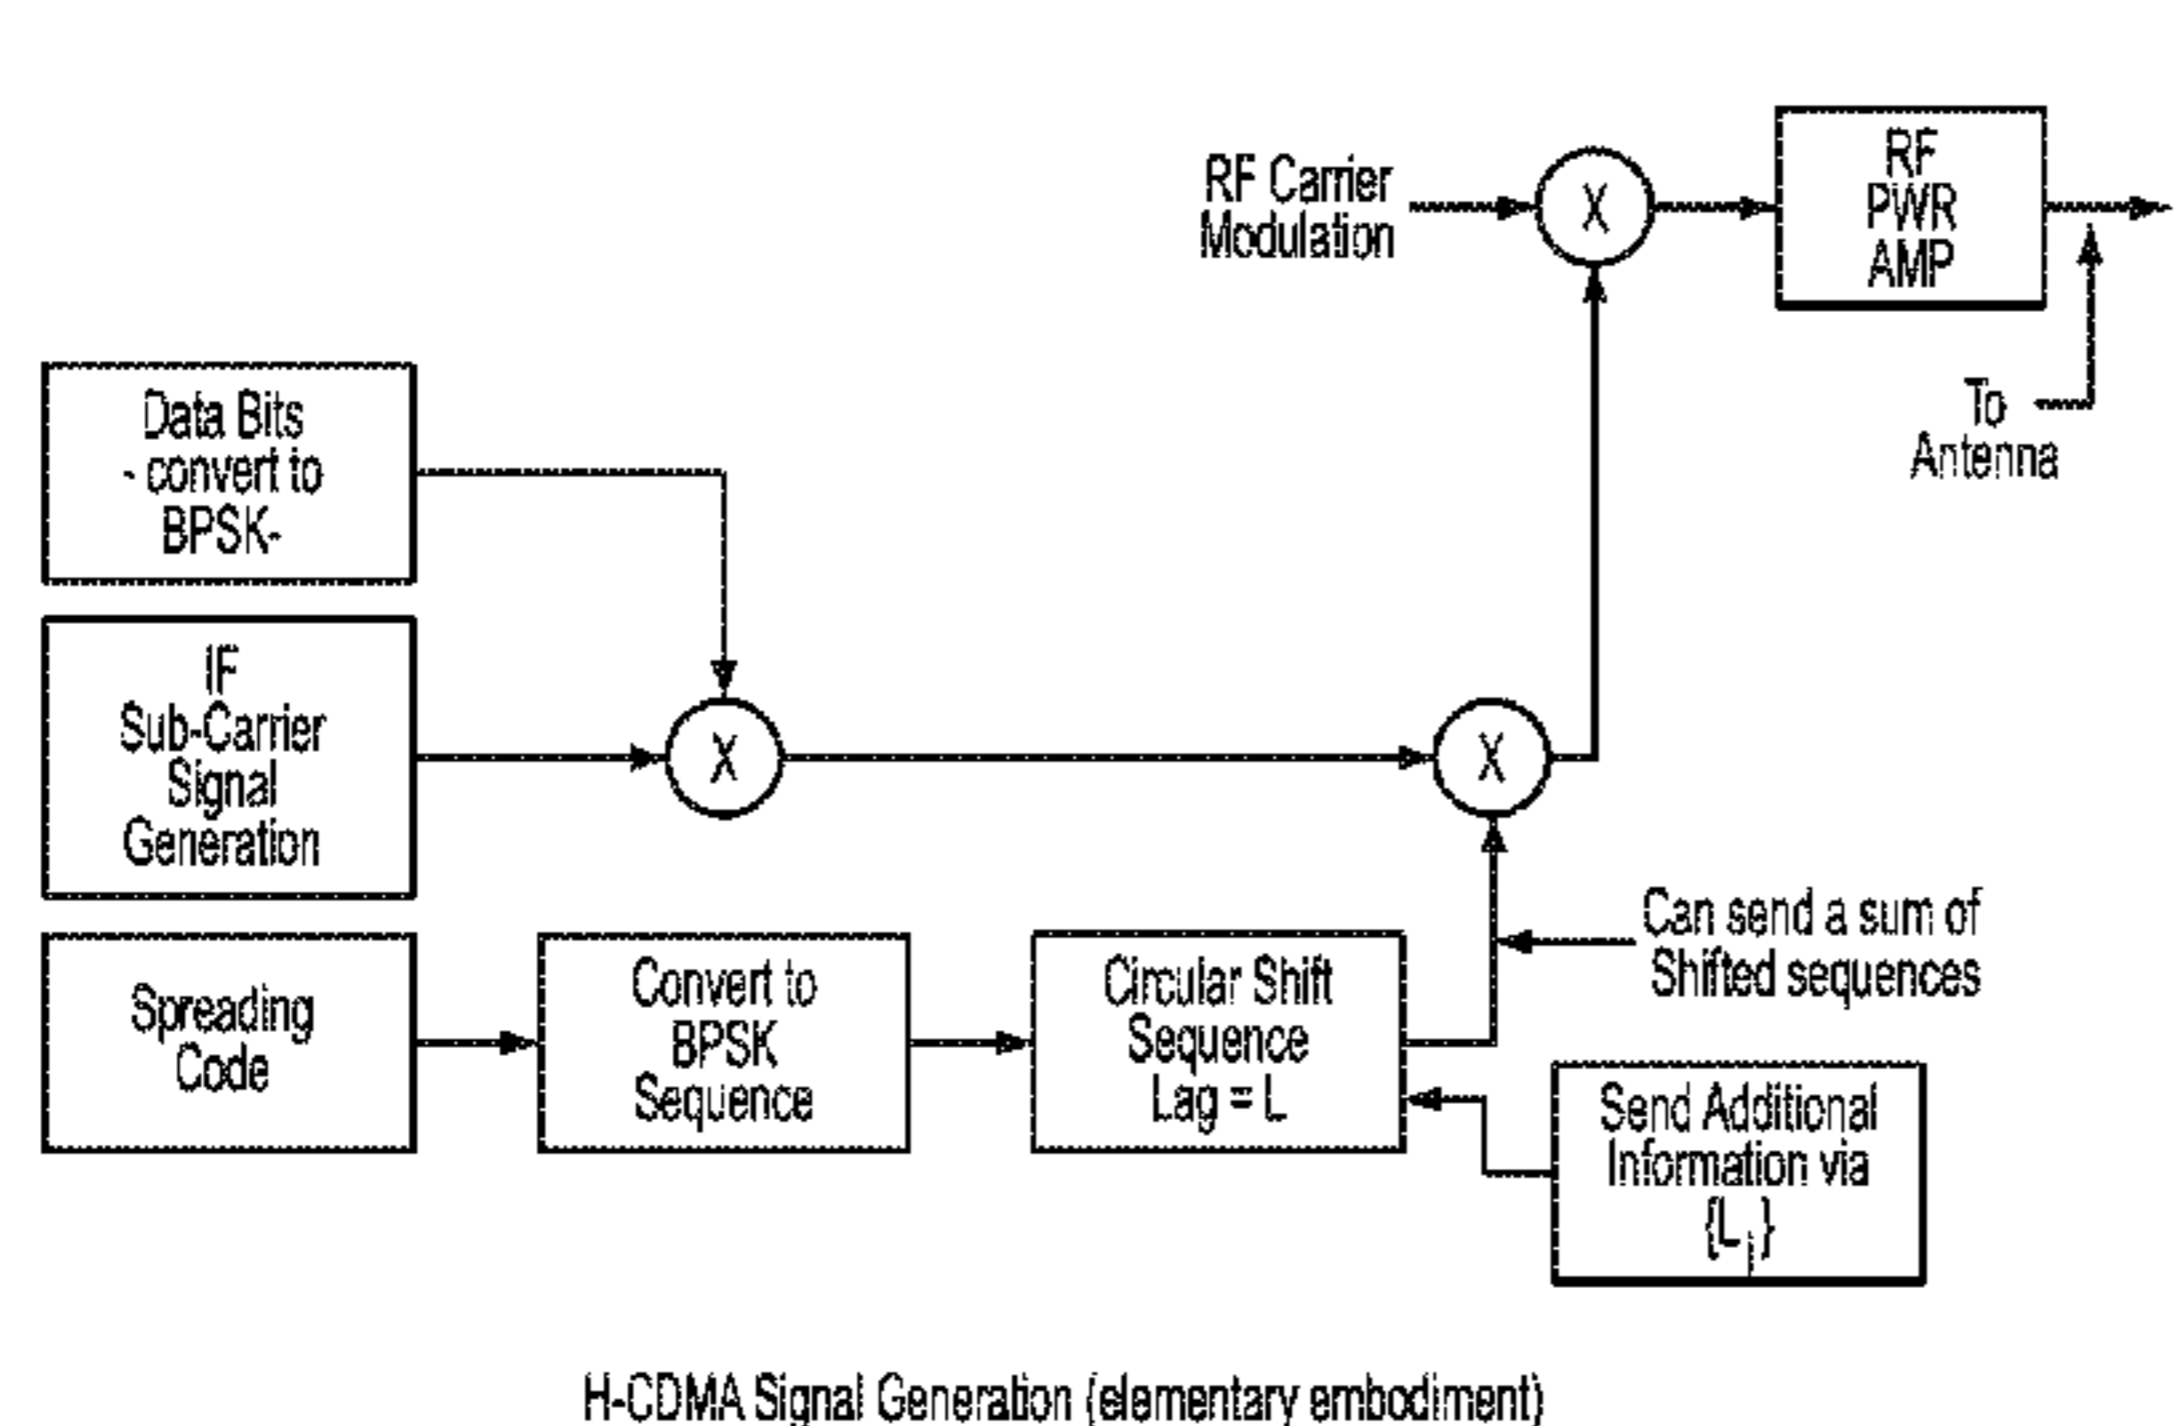 RF Carrier
Modulation
X
RF
PWR
AMP
To
Antenna
Data Bits
- convert to
BPSK-
IF
Sub-Carrier
Signal
Generation
X
X
Can send a sum of
Shifted sequences
Spreading
Code
Convert to
BPSK
Sequence
Circular Shift
Sequence
Lag = L
Send Additional
Information via
{Lj}
H-CDMA Signal Generation (elementary embodiment)